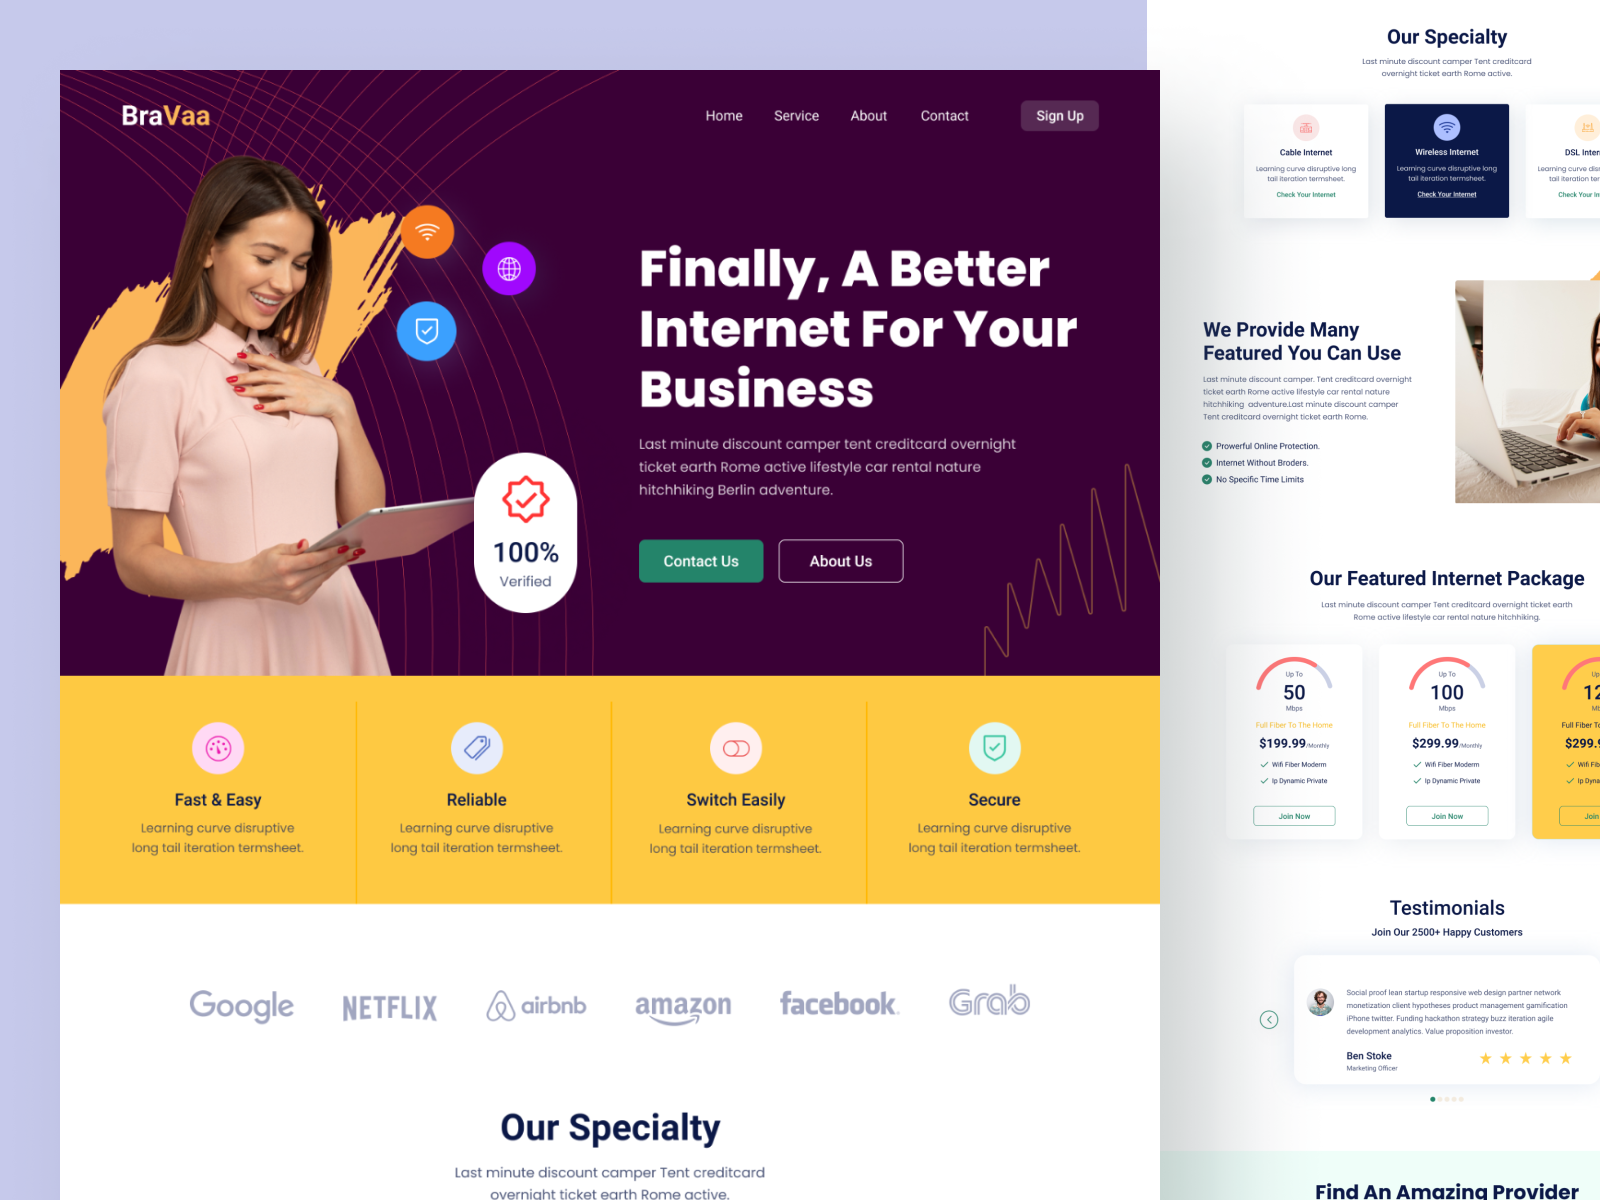 BraVaa
Home
Service
About
Contact
Sign Up
Finally, A Better
Internet For Your
Business
Last minute discount camper tent creditcard overnight
ticket earth Rome active lifestyle car rental nature
hitchhiking Berlin adventure.
Contact Us
About Us
100%
Verified
Fast & Easy
Learning curve disruptive
long tail iteration termsheet.
Reliable
Learning curve disruptive
long tail iteration termsheet.
Switch Easily
Learning curve disruptive
long tail iteration termsheet.
Secure
Learning curve disruptive
long tail iteration termsheet.
Google
NETFLIX
airbnb
amazon
facebook.
Grab
Our Specialty
Last minute discount camper Tent creditcard
overnight ticket earth Rome active.
Our Specialty
Last minute discount camper Tent creditcard
overnight ticket earth Rome active.
Cable Internet
Learning curve disruptive long
tail iteration termsheet.
Check Your Internet
Wireless Internet
Learning curve disruptive long
tail iteration termsheet.
Check Your Internet
DSL Inter
Learning curve dis
tail iteration ter
Check Your In
We Provide Many
Featured You Can Use
Last minute discount camper. Tent creditcard overnight
ticket earth Rome active lifestyle car rental nature
hitchhiking adventure.Last minute discount camper
Tent creditcard overnight ticket earth Rome.
Prowerful Online Protection.
Internet Without Broders.
No Specific Time Limits
Our Featured Internet Package
Last minute discount camper Tent creditcard overnight ticket earth
Rome active lifestyle car rental nature hitchhiking.
Up To
50
Mbps
Full Fiber To The Home
$199.99/Monthly
Wifi Fiber Moderm
Ip Dynamic Private
Join Now
Up To
100
Mbps
Full Fiber To The Home
$299.99/Monthly
Wifi Fiber Moderm
Ip Dynamic Private
Join Now
Up
12
Mb
Full Fiber T
$299.9
Wifi Fib
Ip Dyna
Join
Testimonials
Join Our 2500+ Happy Customers
Social proof lean startup responsive web design partner network
monetization client hypotheses product management gamification
iPhone twitter. Funding hackathon strategy buzz iteration agile
development analytics. Value proposition investor.
Ben Stoke
Marketing Officer
Find An Amazing Provider